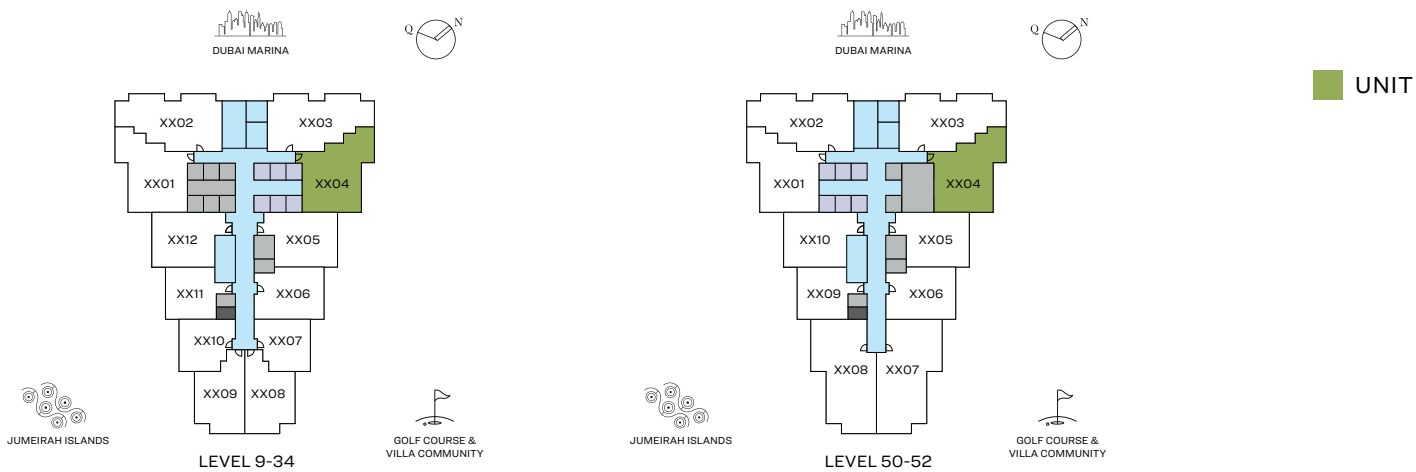 DUBAI MARINA
Q N
XX02
XX03
XX01
XX04
XX12
XX05
XX11
XX06
XX10
XX07
XX09
XX08
JUMEIRAH ISLANDS
GOLF COURSE &
VILLA COMMUNITY
LEVEL 9-34
DUBAI MARINA
Q N
XX02
XX03
XX01
XX04
XX10
XX05
XX09
XX06
XX08
XX07
JUMEIRAH ISLANDS
GOLF COURSE &
VILLA COMMUNITY
LEVEL 50-52
UNIT